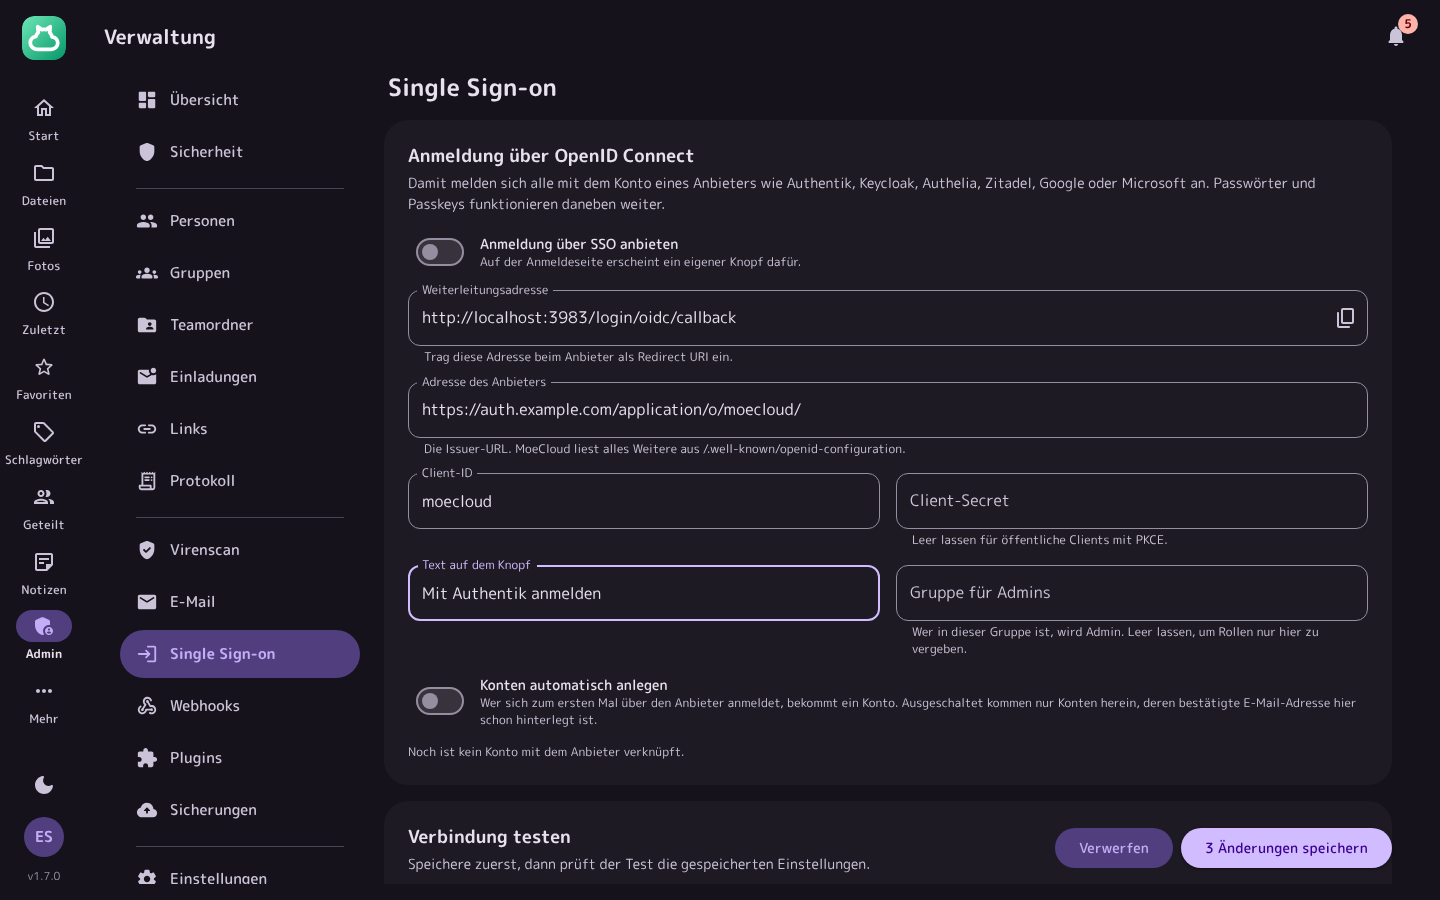 Verwaltung
5
Start
Dateien
Fotos
Zuletzt
Favoriten
Schlagwörter
Geteilt
Notizen
Admin
Mehr
ES
v1.7.0
Übersicht
Sicherheit
Personen
Gruppen
Teamordner
Einladungen
Links
Protokoll
Virenscan
E-Mail
Single Sign-on
Webhooks
Plugins
Sicherungen
Einstellungen
Single Sign-on
Anmeldung über OpenID Connect
Damit melden sich alle mit dem Konto eines Anbieters wie Authentik, Keycloak, Authelia, Zitadel, Google oder Microsoft an. Passwörter und
Passkeys funktionieren daneben weiter.
Anmeldung über SSO anbieten
Auf der Anmeldeseite erscheint ein eigener Knopf dafür.
Weiterleitungsadresse
http://localhost:3983/login/oidc/callback
Trag diese Adresse beim Anbieter als Redirect URI ein.
Adresse des Anbieters
https://auth.example.com/application/o/moecloud/
Die Issuer-URL. MoeCloud liest alles Weitere aus /.well-known/openid-configuration.
Client-ID
moecloud
Client-Secret
Leer lassen für öffentliche Clients mit PKCE.
Text auf dem Knopf
Mit Authentik anmelden
Gruppe für Admins
Wer in dieser Gruppe ist, wird Admin. Leer lassen, um Rollen nur hier zu
vergeben.
Konten automatisch anlegen
Wer sich zum ersten Mal über den Anbieter anmeldet, bekommt ein Konto. Ausgeschaltet kommen nur Konten herein, deren bestätigte E-Mail-Adresse hier
schon hinterlegt ist.
Noch ist kein Konto mit dem Anbieter verknüpft.
Verbindung testen
Speichere zuerst, dann prüft der Test die gespeicherten Einstellungen.
Verwerfen
3 Änderungen speichern